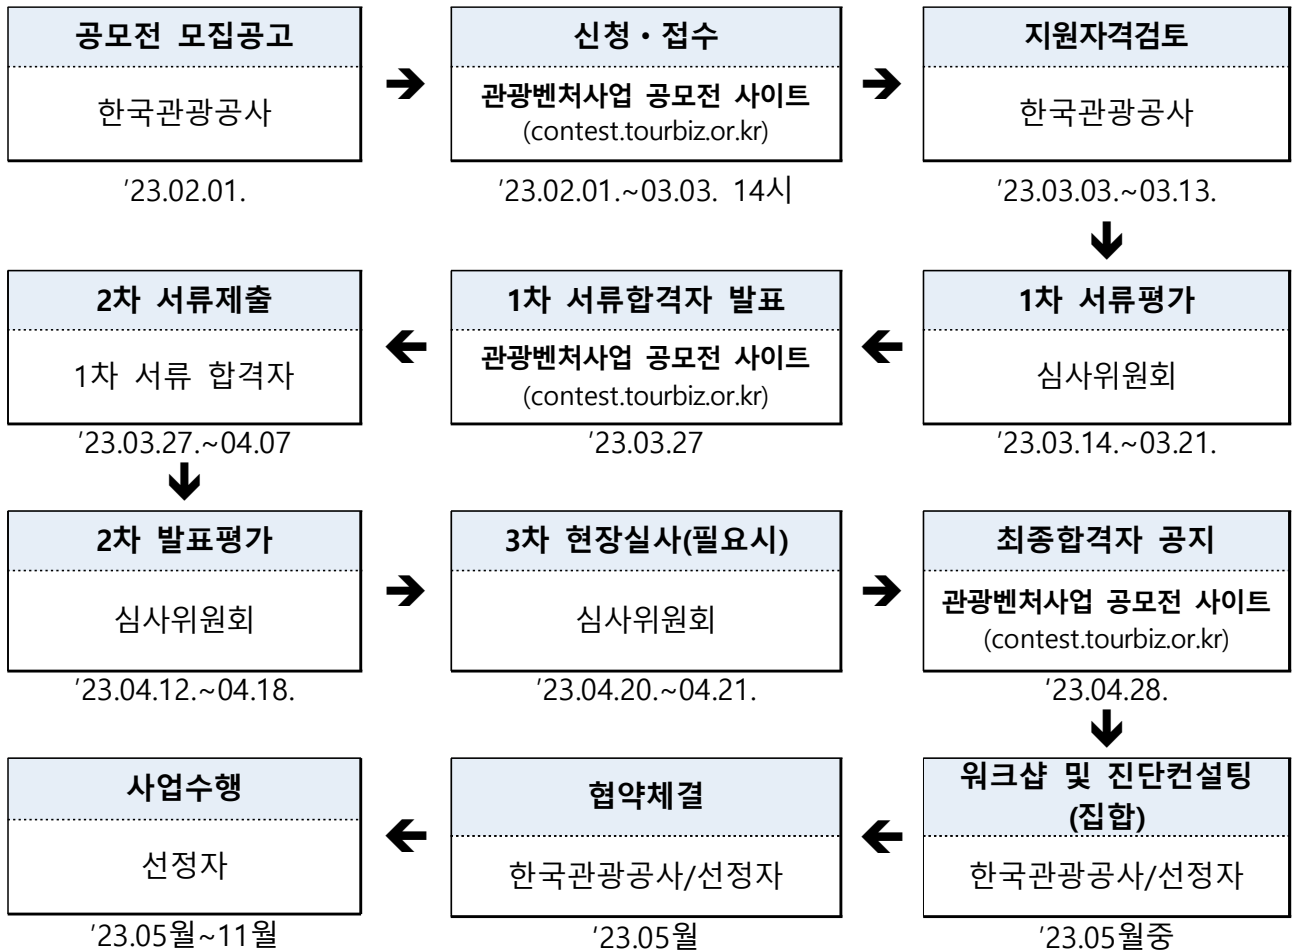 공모전 모집공고
한국관광공사
'23.02.01.
신청・접수
관광벤처사업 공모전 사이트
(contest.tourbiz.or.kr)
'23.02.01.~03.03. 14시
지원자격검토
한국관광공사
'23.03.03.~03.13.
1차 서류평가
심사위원회
'23.03.14.~03.21.
1차 서류합격자 발표
관광벤처사업 공모전 사이트
(contest.tourbiz.or.kr)
'23.03.27
2차 서류제출
1차 서류 합격자
'23.03.27.~04.07
2차 발표평가
심사위원회
'23.04.12.~04.18.
3차 현장실사(필요시)
심사위원회
'23.04.20.~04.21.
최종합격자 공지
관광벤처사업 공모전 사이트
(contest.tourbiz.or.kr)
'23.04.28.
워크샵 및 진단컨설팅
(집합)
한국관광공사/선정자
'23.05월중
협약체결
한국관광공사/선정자
'23.05월
사업수행
선정자
'23.05월~11월